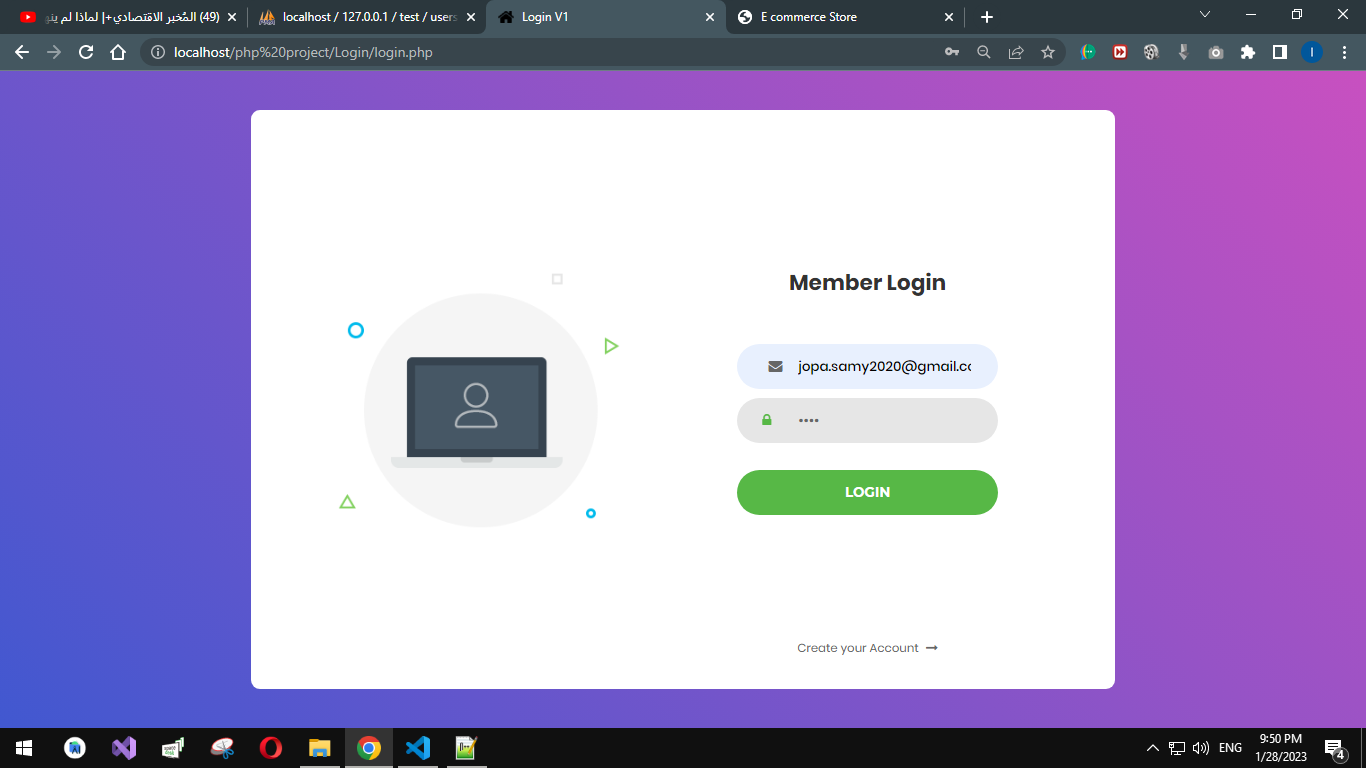 (49) المُخبر الاقتصادي+| لماذا لم
localhost / 127.0.0.1 / test / users
Login V1
E commerce Store
localhost/php%20project/Login/login.php
I
Member Login
jopa.samy2020@gmail.co
••••
LOGIN
Create your Account
ENG
9:50 PM
1/28/2023
4